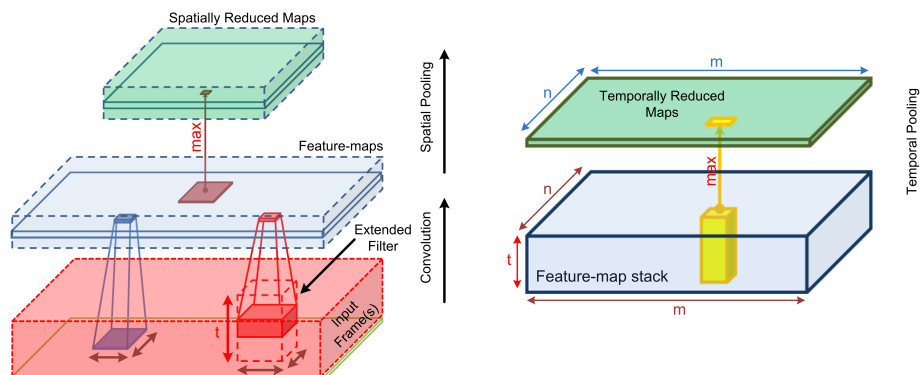 Spatially Reduced Maps
max
Spatial Pooling
Feature-maps
Convolution
Extended
Filter
Input
Frame(s)
t
m
n
Temporally Reduced
Maps
max
Temporal Pooling
n
t
Feature-map stack
m